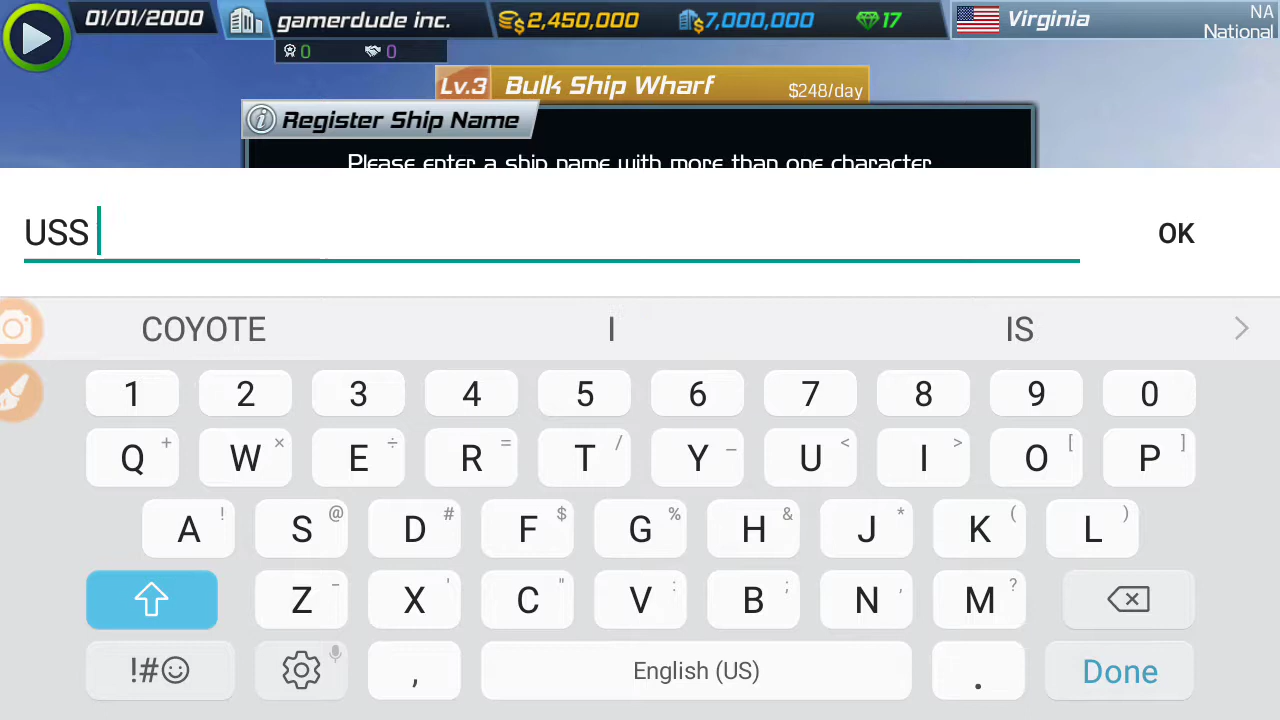 01/01/2000 gamerdude inc. $2,450,000 $7,000,000 17 Virginia NA
National
0 0
Lv.3 Bulk Ship Wharf $248/day
Register Ship Name
Please enter a ship name with more than one character
USS OK
COYOTE I IS
1 2 3 4 5 6 7 8 9 0
Q + W × E ÷ R = T / Y _ U < I > O [ P ]
A ! S @ D # F $ G % H & J * K ( L )
Z - X ' C " V : B ; N , M ?
!#☺ , English (US) . Done